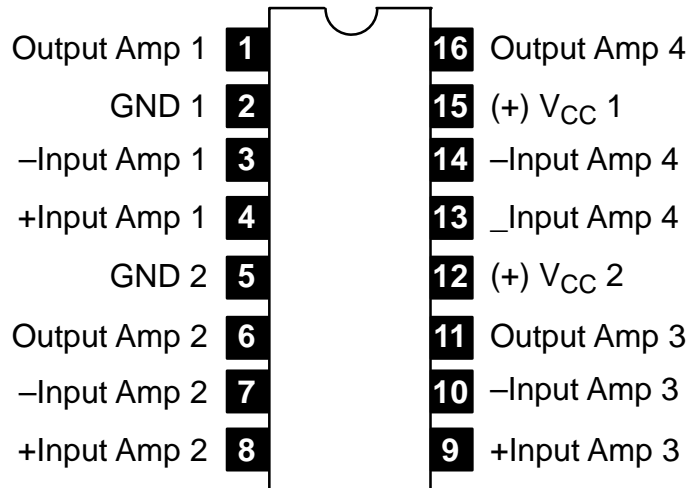 Output Amp 1 1 16 Output Amp 4
GND 1 2 15 (+) VCC 1
–Input Amp 1 3 14 –Input Amp 4
+Input Amp 1 4 13 _Input Amp 4
GND 2 5 12 (+) VCC 2
Output Amp 2 6 11 Output Amp 3
–Input Amp 2 7 10 –Input Amp 3
+Input Amp 2 8 9 +Input Amp 3